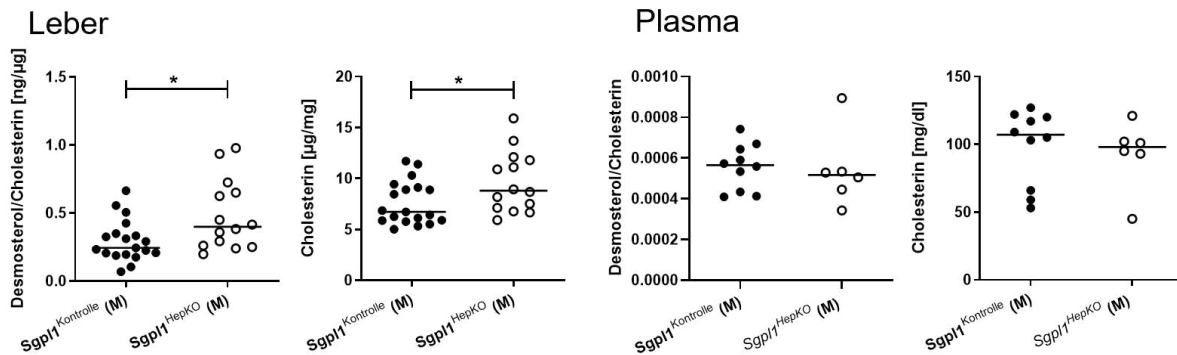 Leber
Plasma
Desmosterol/Cholesterin [ng/µg]
1.5
1.0
0.5
0.0
*
Sgpl1Kontrolle (M)
Sgpl1HepKO (M)
Cholesterin [µg/mg]
20
15
10
5
0
*
Sgpl1Kontrolle (M)
Sgpl1HepKO (M)
Desmosterol/Cholesterin
0.0010
0.0008
0.0006
0.0004
0.0002
0.0000
Sgpl1Kontrolle (M)
Sgpl1HepKO (M)
Cholesterin [mg/dl]
150
100
50
0
Sgpl1Kontrolle (M)
Sgpl1HepKO (M)